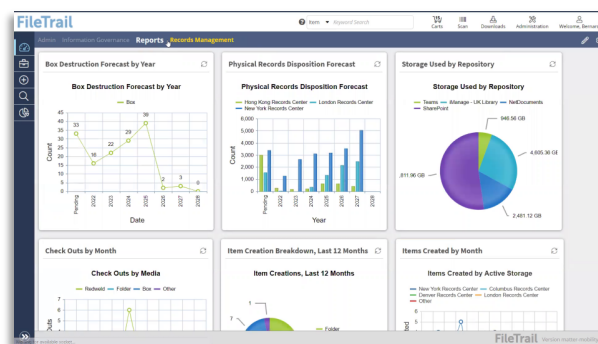 FileTrail
Item Keyword Search
Carts Scan Downloads Administration Welcome, Bernar
Admin Information Governance Reports Records Management
Box Destruction Forecast by Year
Box Destruction Forecast by Year
Box
Count
45
40
35
30
25
20
15
10
5
0
33
16
22
29
38
2
3
0
Pending 2022 2023 2024 2025 2026 2027 2028
Date
Physical Records Disposition Forecast
Physical Records Disposition Forecast
Hong Kong Records Center London Records Center
New York Records Center
Count
6,000
5,000
4,000
3,000
2,000
1,000
0
Pending 2022 2023 2024 2025 2026 2027 2028
Year
Storage Used by Repository
Storage Used by Repository
Teams iManage - UK Library NetDocuments
SharePoint
948.56 GB
4,605.36 GB
2,481.12 GB
,811.96 GB
Check Outs by Month
Check Outs by Media
Redweld Folder Box Other
7
6
5
4
Item Creation Breakdown, Last 12 Months
Item Creations, Last 12 Months
1
7
Folder
Items Created by Month
Items Created by Active Storage
New York Records Center Columbus Records Center
Denver Records Center London Records Center
Other
6
5
FileTrail